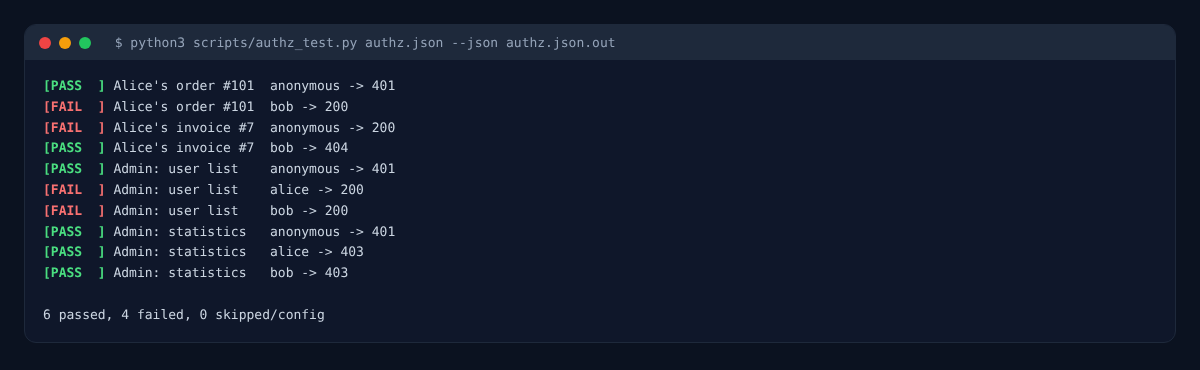 $ python3 scripts/authz_test.py authz.json --json authz.json.out
[PASS  ] Alice's order #101  anonymous -> 401
[FAIL  ] Alice's order #101  bob -> 200
[FAIL  ] Alice's invoice #7  anonymous -> 200
[PASS  ] Alice's invoice #7  bob -> 404
[PASS  ] Admin: user list    anonymous -> 401
[FAIL  ] Admin: user list    alice -> 200
[FAIL  ] Admin: user list    bob -> 200
[PASS  ] Admin: statistics   anonymous -> 401
[PASS  ] Admin: statistics   alice -> 403
[PASS  ] Admin: statistics   bob -> 403
6 passed, 4 failed, 0 skipped/config